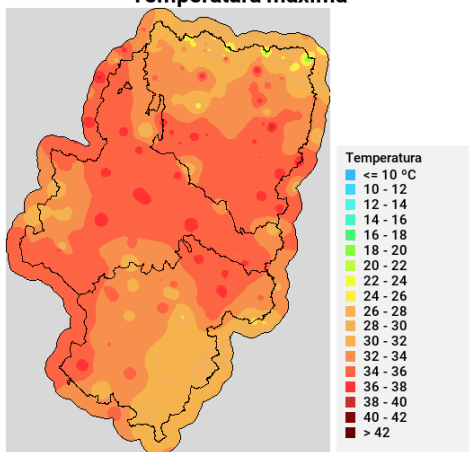 Temperatura máxima
Temperatura
<= 10 ºC
10 - 12
12 - 14
14 - 16
16 - 18
18 - 20
20 - 22
22 - 24
24 - 26
26 - 28
28 - 30
30 - 32
32 - 34
34 - 36
36 - 38
38 - 40
40 - 42
> 42